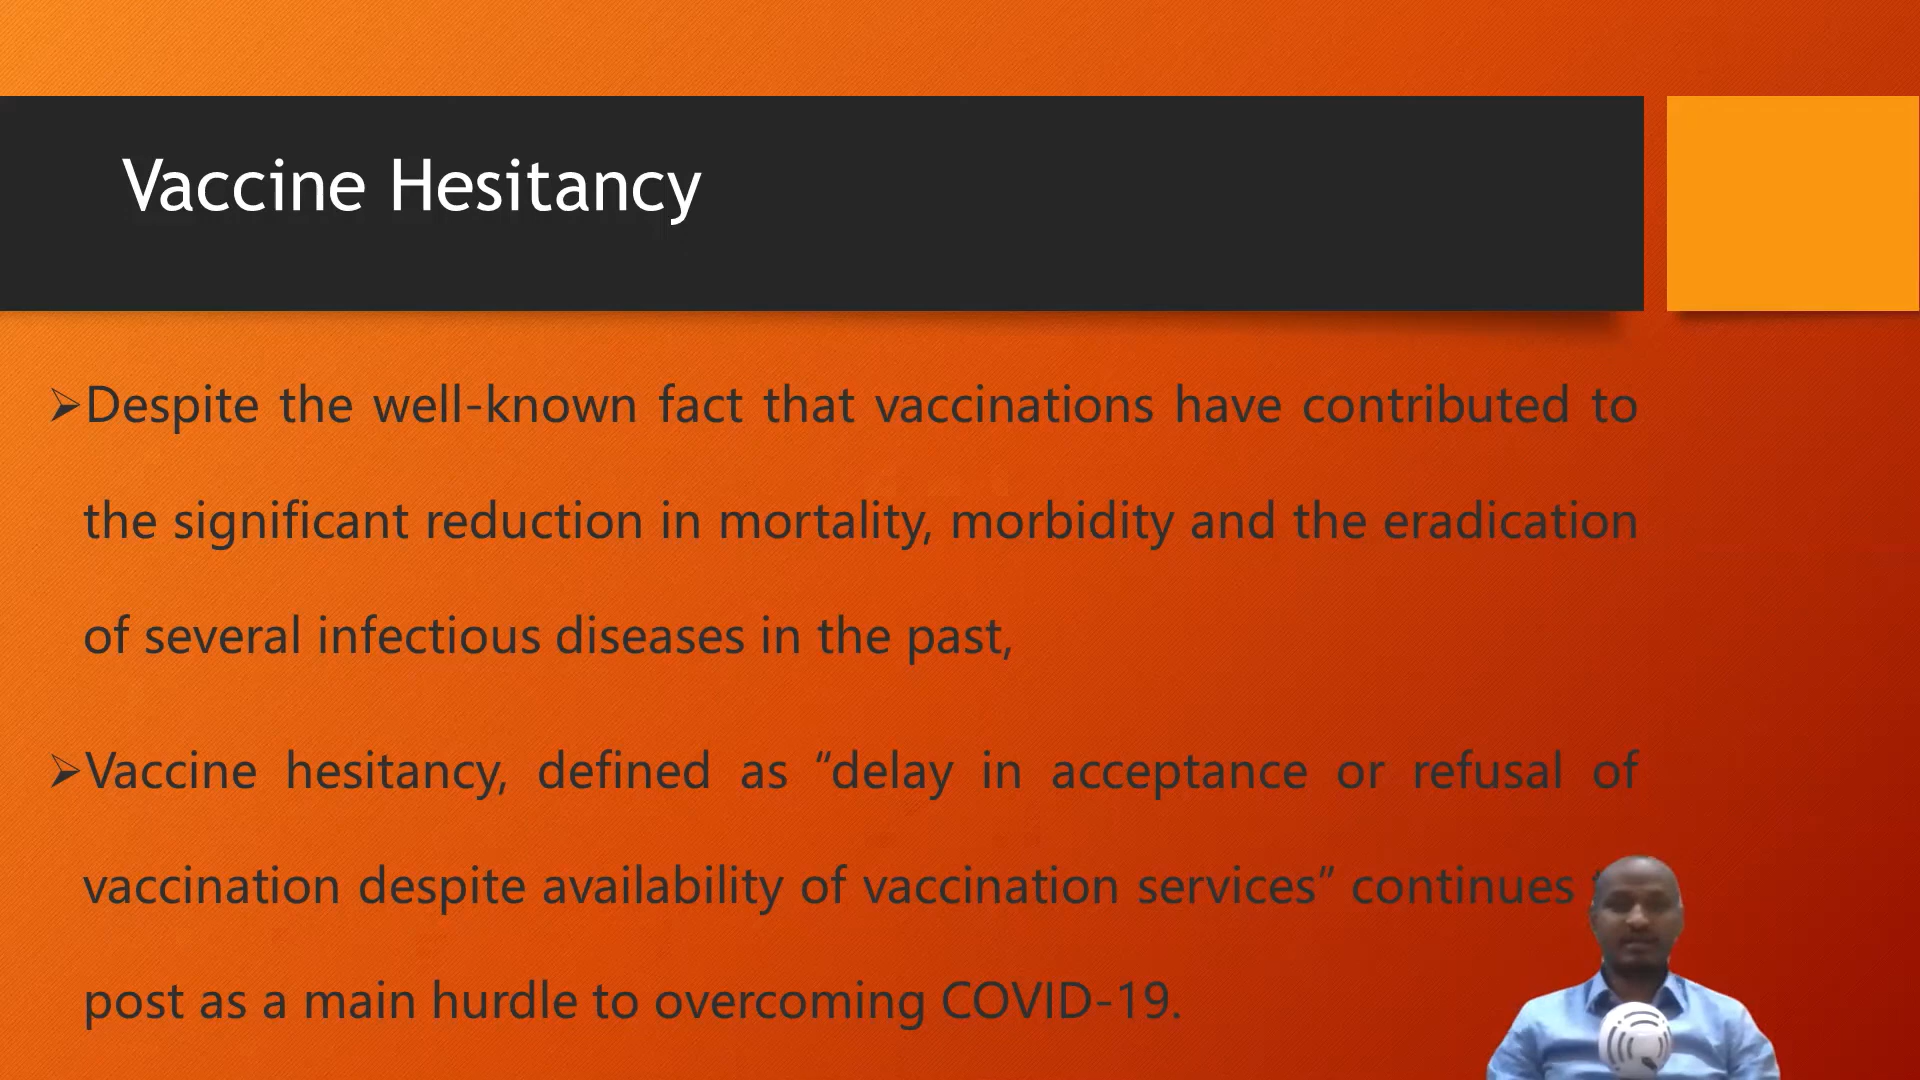 Vaccine Hesitancy
➢Despite the well-known fact that vaccinations have contributed to
the significant reduction in mortality, morbidity and the eradication
of several infectious diseases in the past,
➢Vaccine hesitancy, defined as “delay in acceptance or refusal of
vaccination despite availability of vaccination services” continues
post as a main hurdle to overcoming COVID-19.